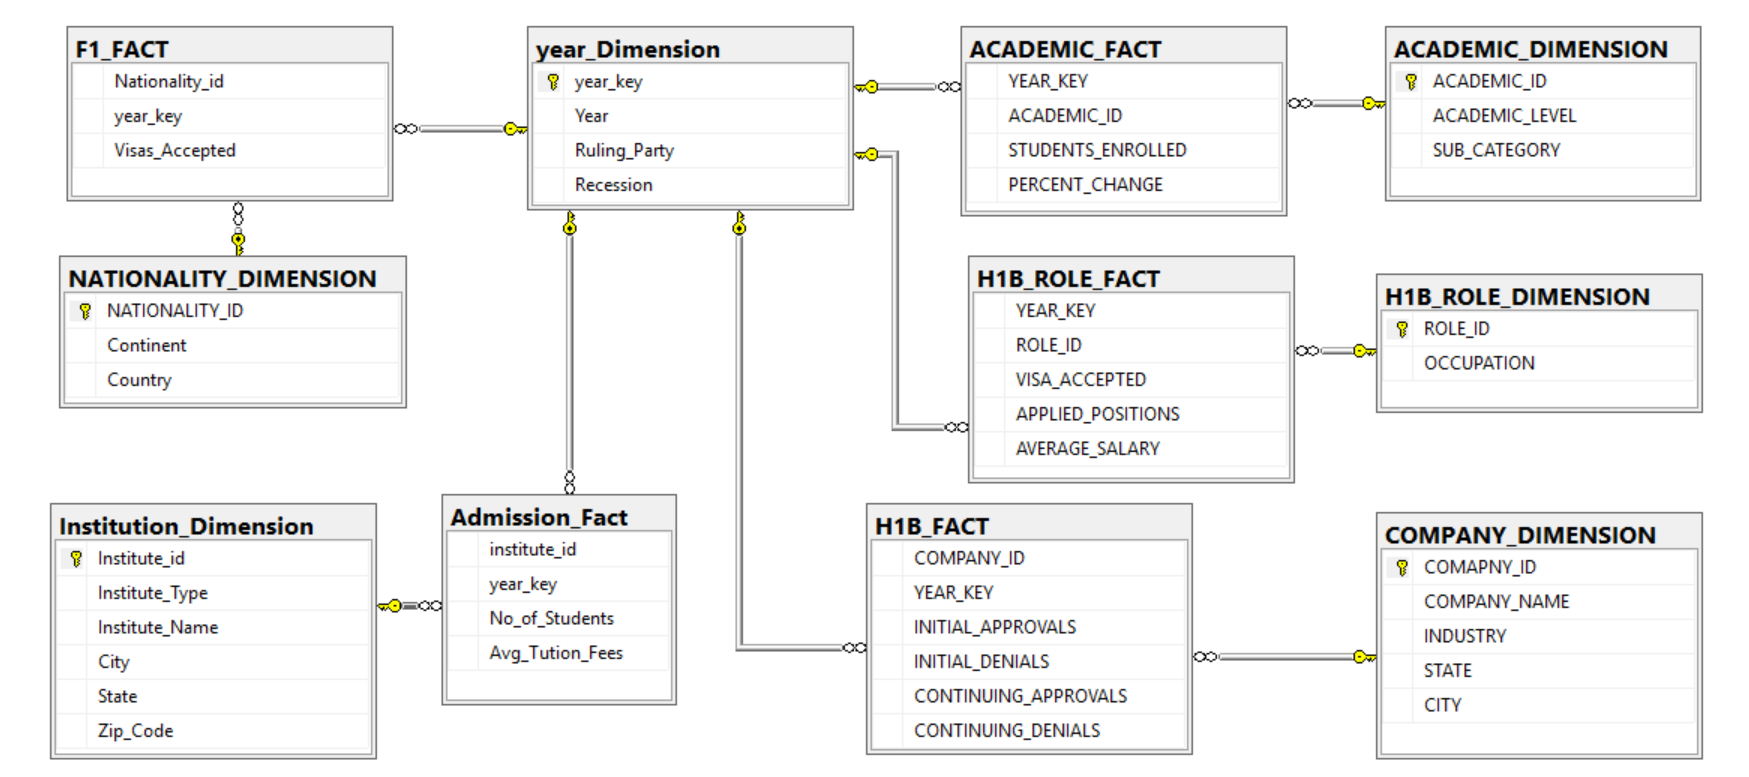 F1_FACT
Nationality_id
year_key
Visas_Accepted
year_Dimension
year_key
Year
Ruling_Party
Recession
ACADEMIC_FACT
YEAR_KEY
ACADEMIC_ID
STUDENTS_ENROLLED
PERCENT_CHANGE
ACADEMIC_DIMENSION
ACADEMIC_ID
ACADEMIC_LEVEL
SUB_CATEGORY
NATIONALITY_DIMENSION
NATIONALITY_ID
Continent
Country
H1B_ROLE_FACT
YEAR_KEY
ROLE_ID
VISA_ACCEPTED
APPLIED_POSITIONS
AVERAGE_SALARY
H1B_ROLE_DIMENSION
ROLE_ID
OCCUPATION
Institution_Dimension
Institute_id
Institute_Type
Institute_Name
City
State
Zip_Code
Admission_Fact
institute_id
year_key
No_of_Students
Avg_Tution_Fees
H1B_FACT
COMPANY_ID
YEAR_KEY
INITIAL_APPROVALS
INITIAL_DENIALS
CONTINUING_APPROVALS
CONTINUING_DENIALS
COMPANY_DIMENSION
COMAPNY_ID
COMPANY_NAME
INDUSTRY
STATE
CITY